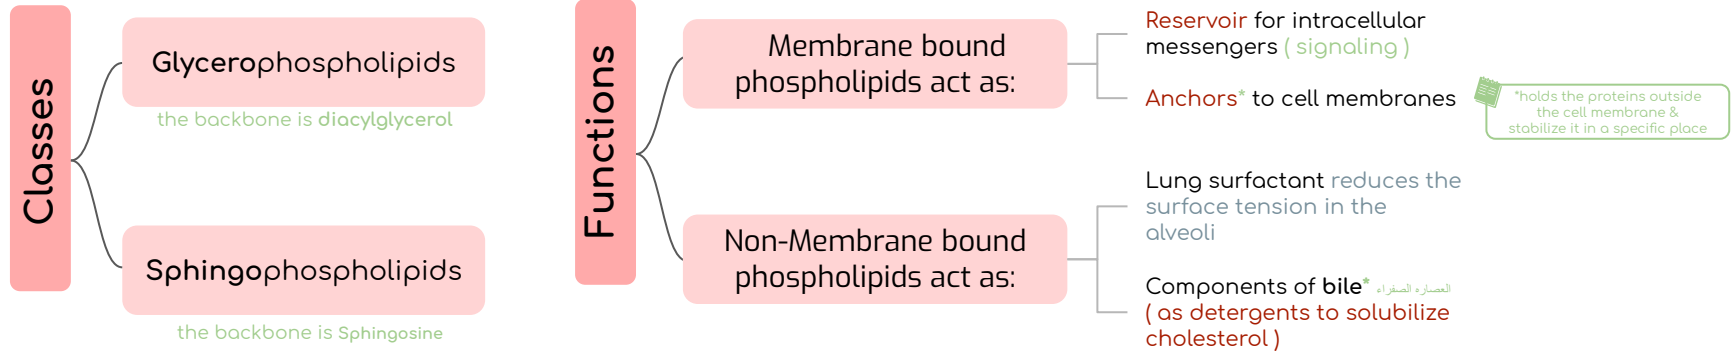 Classes
Glycerophospholipids
the backbone is diacylglycerol
Sphingophospholipids
the backbone is Sphingosine
Functions
Membrane bound
phospholipids act as:
Reservoir for intracellular
messengers ( signaling )
Anchors* to cell membranes
*holds the proteins outside
the cell membrane &
stabilize it in a specific place
Non-Membrane bound
phospholipids act as:
Lung surfactant reduces the
surface tension in the
alveoli
Components of bile* العصاره الصفراء
( as detergents to solubilize
cholesterol )